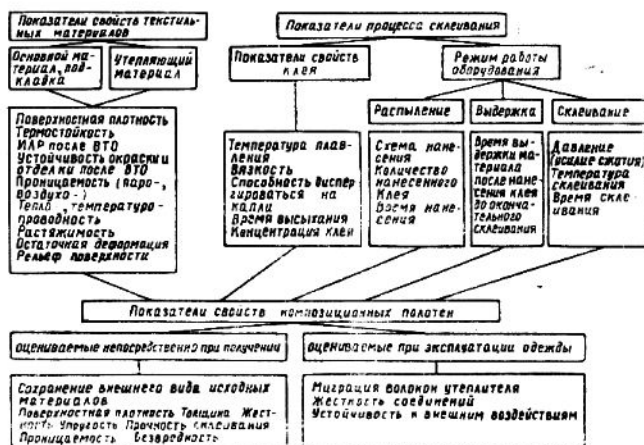 Показатели свойств текстиль-
ных материалов
Показатели процесса склеивания
Основной ма-
териал, под-
кладка
Утепляющий
материал
Показатели свойств
клея
Режим работы
оборудования
Распыление
Выдержка
Склеивание
Поверхностная плотность
Термостойкость
после ВТО
Устойчивость окраски и
отделки после ВТО
Проницаемость (паро-,
воздухо-)
Тепло-, температуро-
проводность
Растяжимость
Остаточная деформация
Рельеф поверхности
Температура плав-
ления
Вязкость
Способность диспер-
гироваться на
капли
Время высыхания
Концентрация клея
Схема нане-
сения
Количество
нанесенного
Клея
Время нане-
сения
Время вы-
держки ма-
териала
после нане-
сения клея
до оконча-
тельного
склеивания
Давление
(усилие сжатия)
Температура
склеивания
Время скле-
ивания
Показатели свойств композиционных полотен
оцениваемые непосредственно при получении
оцениваемые при эксплуатации одежды
Сохранение внешнего вида исходных
материалов
Поверхностная плотность Толщина Жест-
кость Упругость Прочность склеивания
Проницаемость Безвредность
Миграция волокон утеплителя
Жесткость соединений
Устойчивость к внешним воздействиям